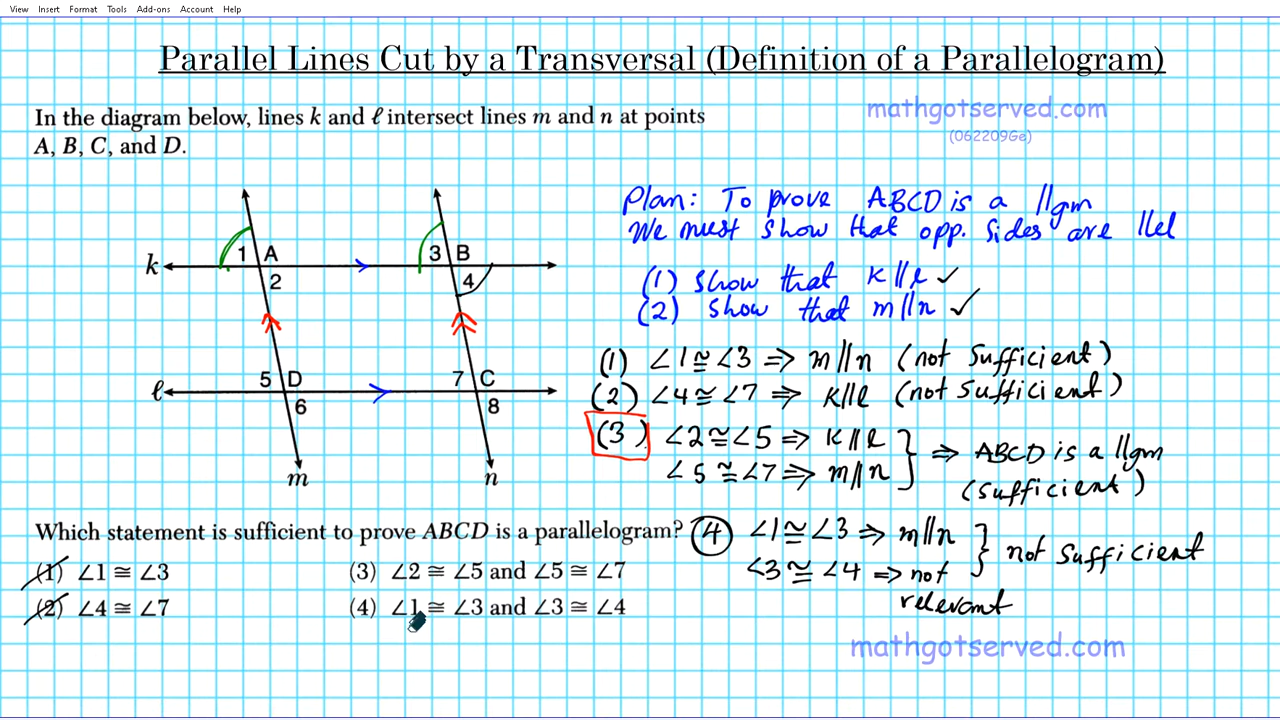 View Insert Format Tools Add-ons Account Help
Parallel Lines Cut by a Transversal (Definition of a Parallelogram)
In the diagram below, lines k and ℓ intersect lines m and n at points
A, B, C, and D.
mathgotserved.com
(062209Ge)
k
1 A
2
3 B
4
ℓ
5 D
6
7 C
8
m
n
Plan: To prove ABCD is a llgm
We must show that opp. sides are llel
(1) show that k∥ℓ ✓
(2) show that m∥n ✓
(1) ∠1≅∠3 ⇒ m∥n (not sufficient)
(2) ∠4≅∠7 ⇒ k∥ℓ (not sufficient)
(3) ∠2≅∠5 ⇒ k∥ℓ
∠5≅∠7 ⇒ m∥n
} ⇒ ABCD is a llgm
(sufficient)
(4) ∠1≅∠3 ⇒ m∥n
∠3≅∠4 ⇒ not
relevant
} not sufficient
Which statement is sufficient to prove ABCD is a parallelogram?
(1) ∠1 ≅ ∠3
(2) ∠4 ≅ ∠7
(3) ∠2 ≅ ∠5 and ∠5 ≅ ∠7
(4) ∠1 ≅ ∠3 and ∠3 ≅ ∠4
mathgotserved.com